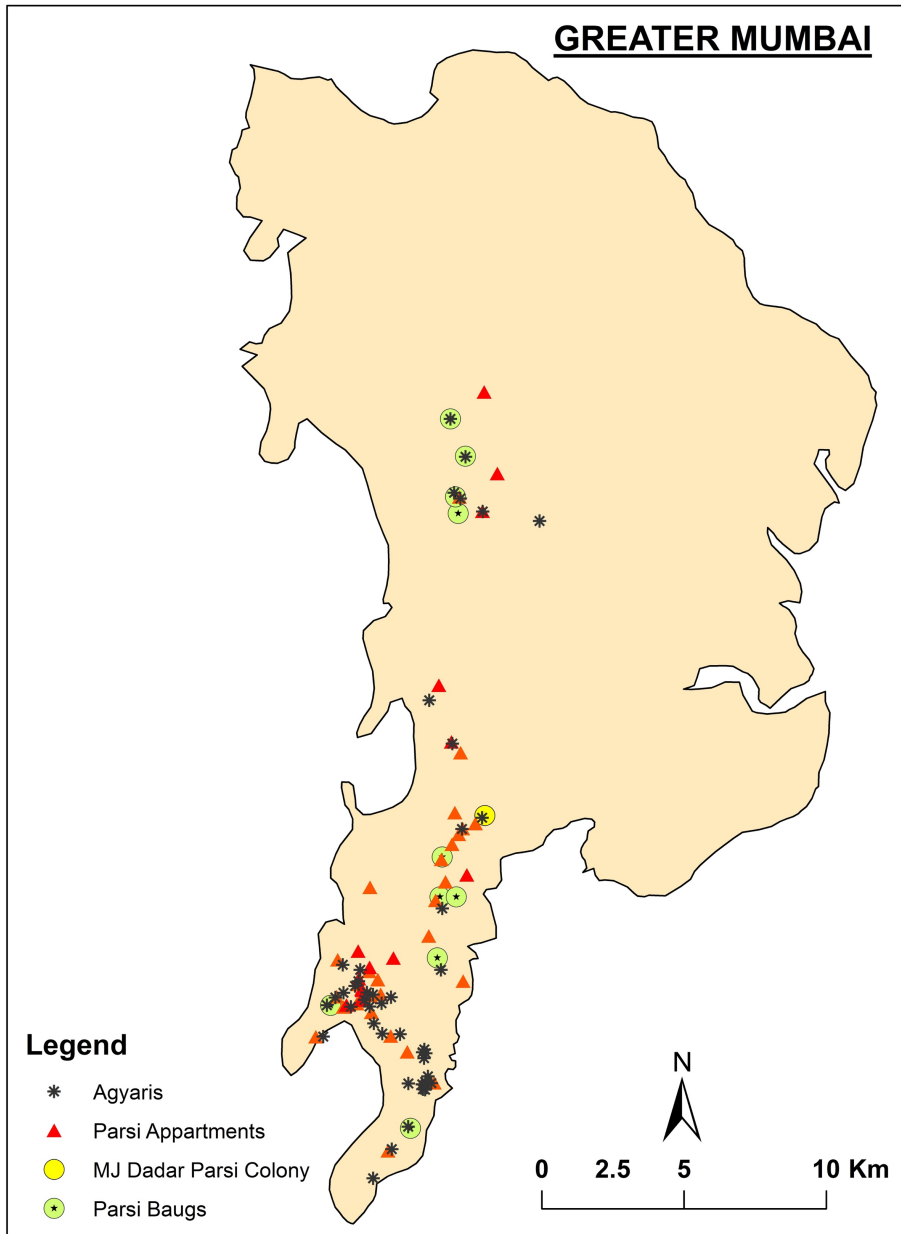 GREATER MUMBAI
Legend
Agyaris
Parsi Appartments
MJ Dadar Parsi Colony
Parsi Baugs
N
0 2.5 5 10 Km